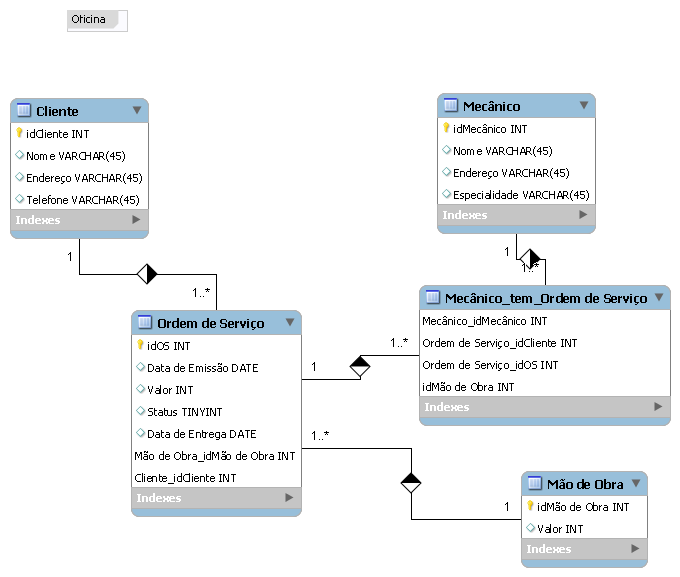 Oficina
Cliente
idCliente INT
Nome VARCHAR(45)
Endereço VARCHAR(45)
Telefone VARCHAR(45)
Indexes
Mecânico
idMecânico INT
Nome VARCHAR(45)
Endereço VARCHAR(45)
Especialidade VARCHAR(45)
Indexes
1
1..*
1
1..*
Mecânico_tem_Ordem de Serviço
Mecânico_idMecânico INT
Ordem de Serviço_idCliente INT
Ordem de Serviço_idOS INT
idMão de Obra INT
Indexes
Ordem de Serviço
idOS INT
Data de Emissão DATE
Valor INT
Status TINYINT
Data de Entrega DATE
Mão de Obra_idMão de Obra INT
Cliente_idCliente INT
Indexes
1
1..*
1..*
1
Mão de Obra
idMão de Obra INT
Valor INT
Indexes